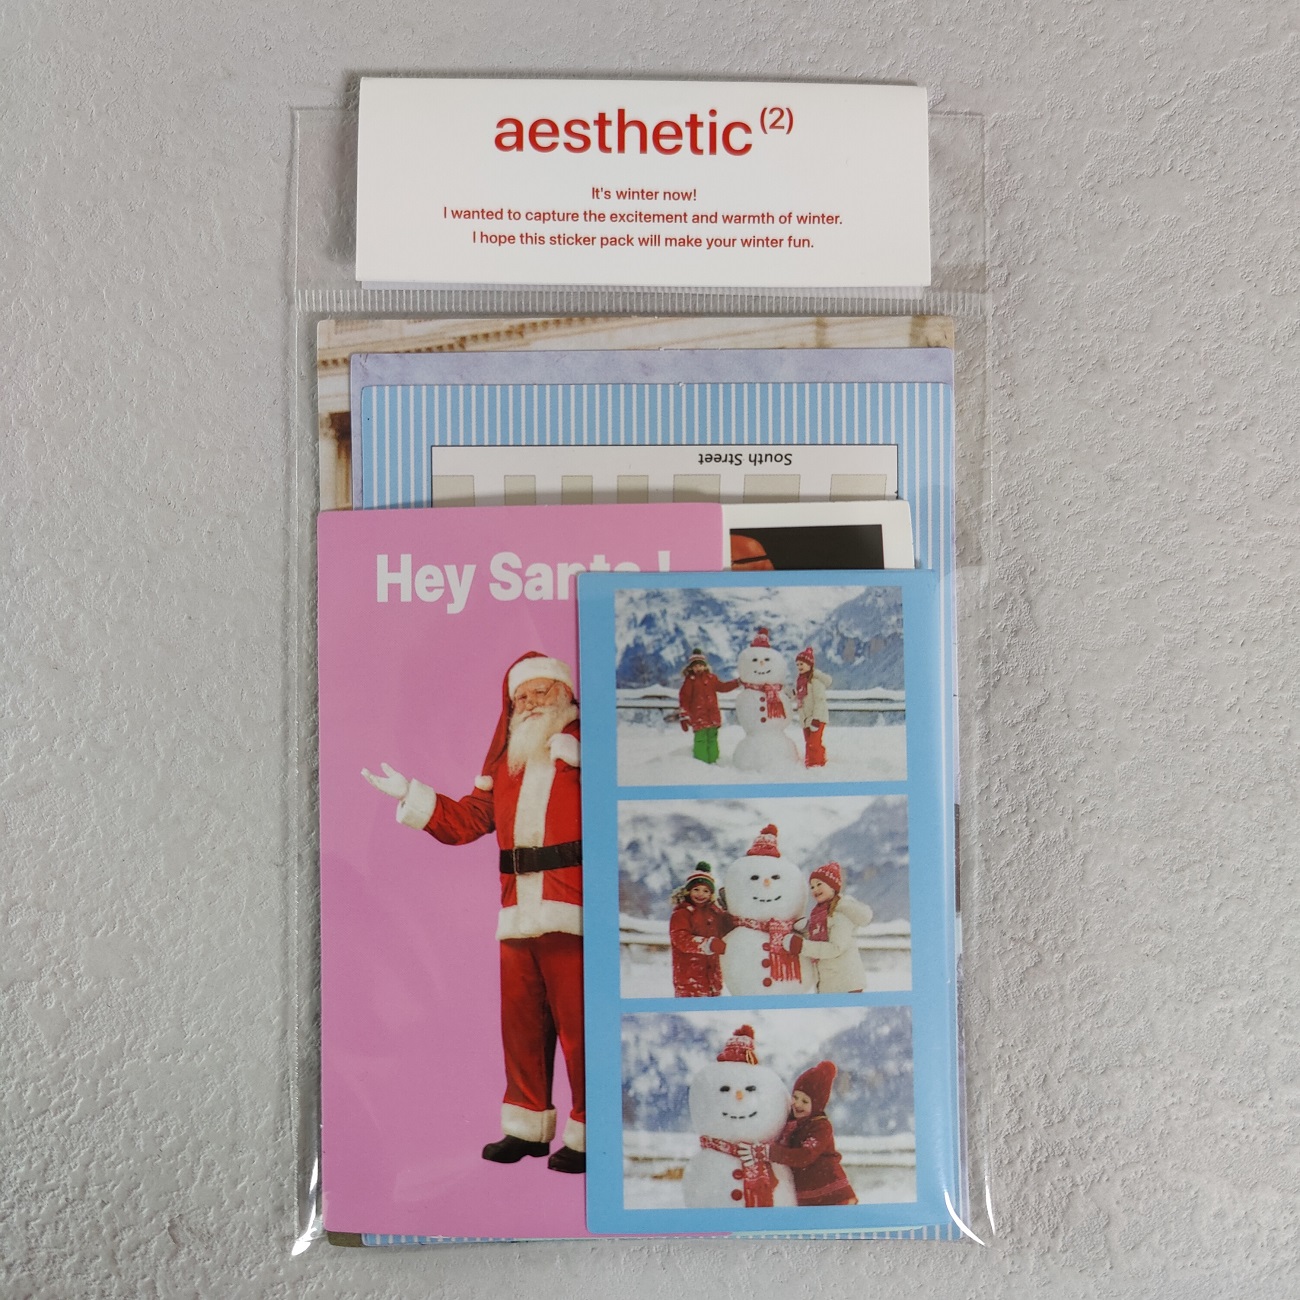 aesthetic(2)
It's winter now!
I wanted to capture the excitement and warmth of winter.
I hope this sticker pack will make your winter fun.
South Street
Hey Santa !